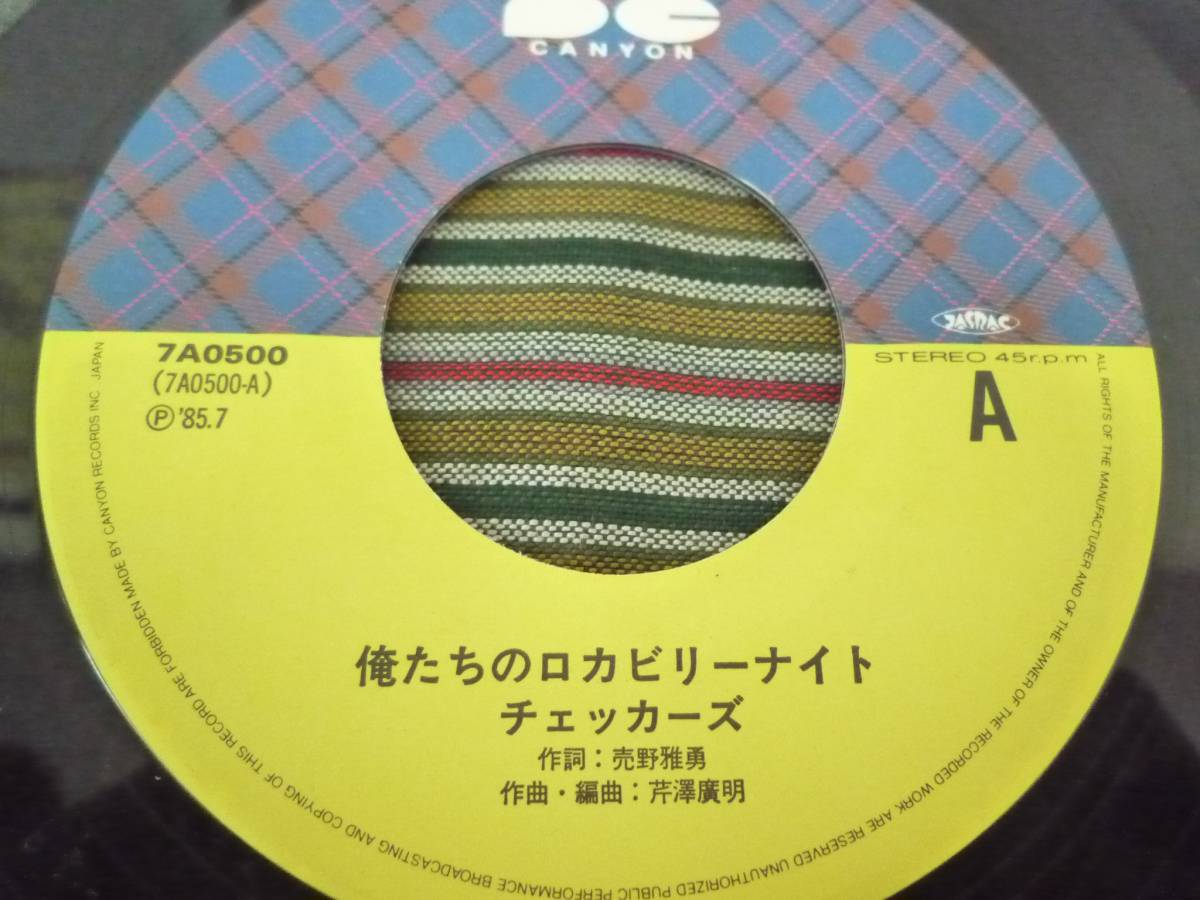 CANYON
JASRAC
7A0500
(7A0500-A)
Ⓟ'85.7
STEREO 45r.p.m
A
俺たちのロカビリーナイト
チェッカーズ
作詞：売野雅勇
作曲・編曲：芹澤廣明
ALL RIGHTS OF THE MANUFACTURER AND OF THE OWNER OF THE RECORDED WORK ARE RESERVED UNAUTHORIZED PUBLIC PERFORMANCE BROADCASTING AND COPYING OF THIS RECORD ARE FORBIDDEN MADE BY CANYON RECORDS INC. JAPAN